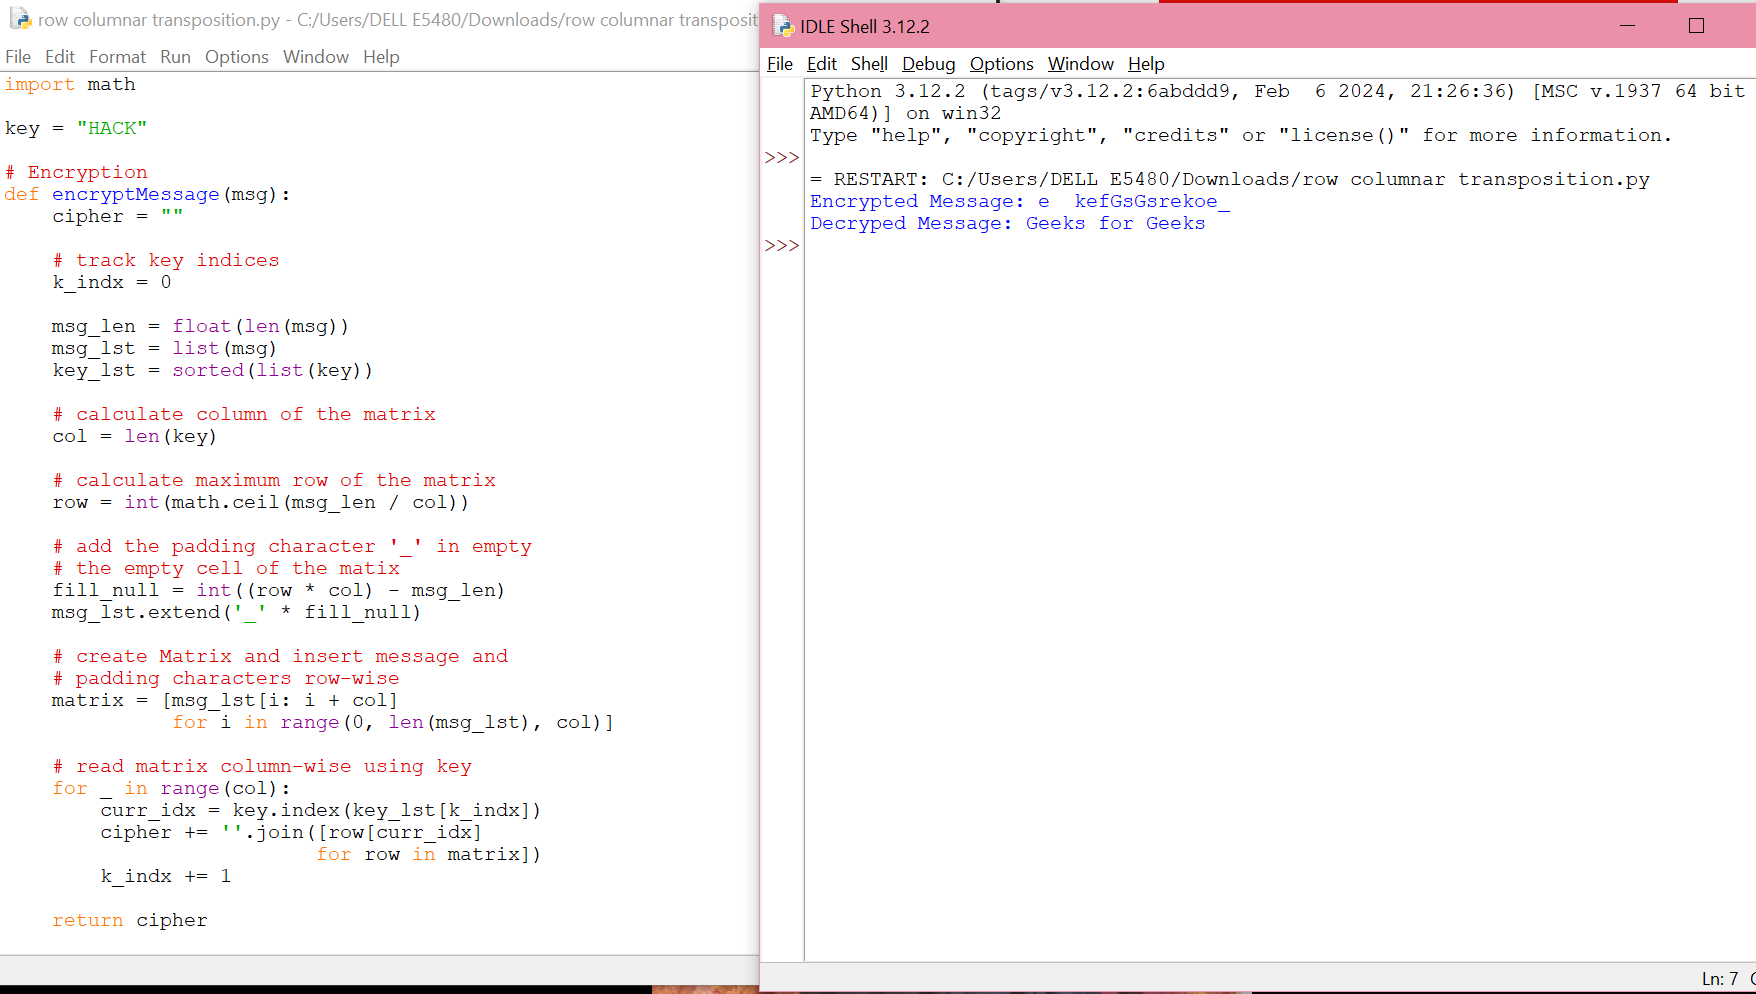 row columnar transposition.py - C:/Users/DELL E5480/Downloads/row columnar transposit
File Edit Format Run Options Window Help
import math

key = "HACK"

# Encryption
def encryptMessage(msg):
    cipher = ""

    # track key indices
    k_indx = 0

    msg_len = float(len(msg))
    msg_lst = list(msg)
    key_lst = sorted(list(key))

    # calculate column of the matrix
    col = len(key)

    # calculate maximum row of the matrix
    row = int(math.ceil(msg_len / col))

    # add the padding character '_' in empty
    # the empty cell of the matix
    fill_null = int((row * col) - msg_len)
    msg_lst.extend('_' * fill_null)

    # create Matrix and insert message and
    # padding characters row-wise
    matrix = [msg_lst[i: i + col]
              for i in range(0, len(msg_lst), col)]

    # read matrix column-wise using key
    for _ in range(col):
        curr_idx = key.index(key_lst[k_indx])
        cipher += ''.join([row[curr_idx]
                          for row in matrix])
        k_indx += 1

    return cipher
IDLE Shell 3.12.2
File Edit Shell Debug Options Window Help
Python 3.12.2 (tags/v3.12.2:6abddd9, Feb  6 2024, 21:26:36) [MSC v.1937 64 bit
AMD64)] on win32
Type "help", "copyright", "credits" or "license()" for more information.
>>>
= RESTART: C:/Users/DELL E5480/Downloads/row columnar transposition.py
Encrypted Message: e  kefGsGsrekoe_
Decryped Message: Geeks for Geeks
>>>
Ln: 7